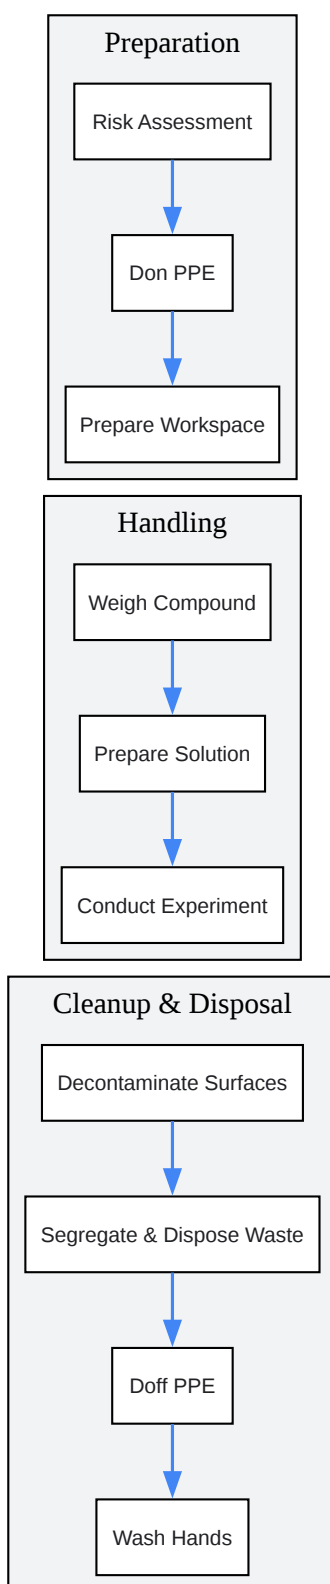 Preparation
Risk Assessment
Don PPE
Prepare Workspace
Handling
Weigh Compound
Prepare Solution
Conduct Experiment
Cleanup & Disposal
Decontaminate Surfaces
Segregate & Dispose Waste
Doff PPE
Wash Hands